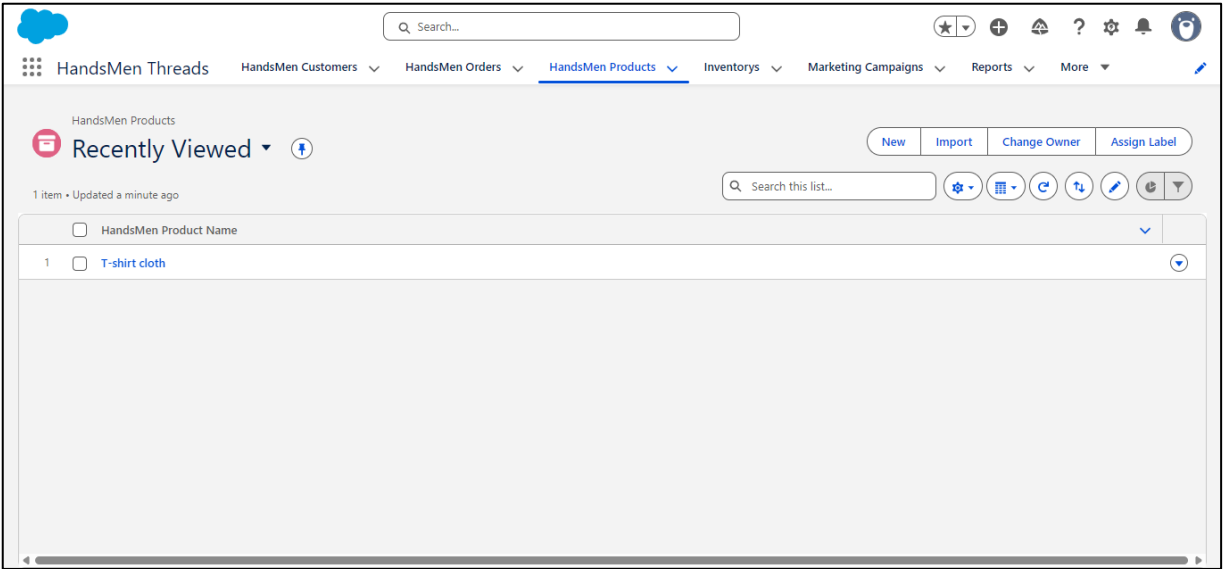 Search...
HandsMen Threads HandsMen Customers HandsMen Orders HandsMen Products Inventorys Marketing Campaigns Reports More
HandsMen Products
Recently Viewed
New Import Change Owner Assign Label
1 item • Updated a minute ago
Search this list...
HandsMen Product Name
1 T-shirt cloth